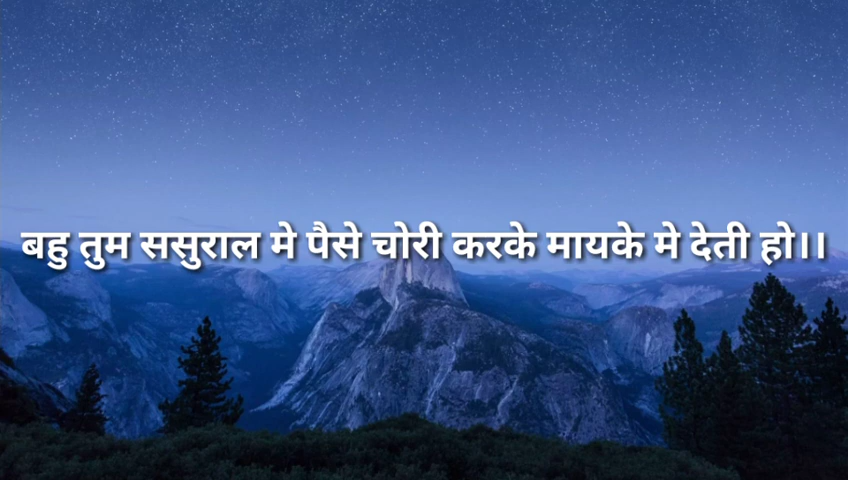 बहु तुम ससुराल मे पैसे चोरी करके मायके मे देती हो।।